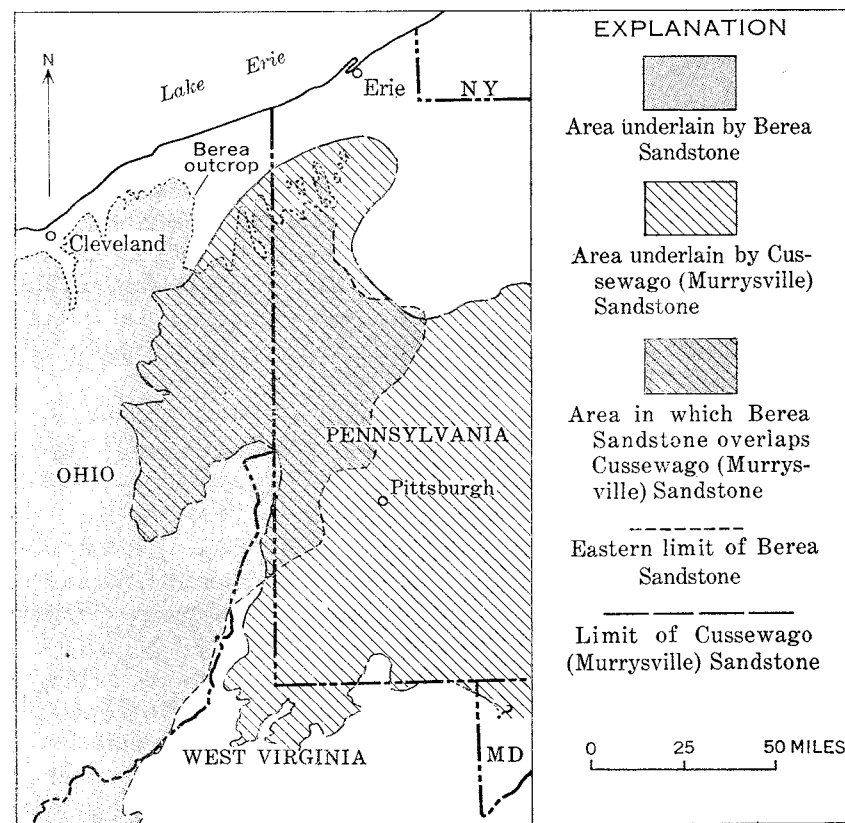 N
Lake Erie
Erie
NY
Berea
outcrop
Cleveland
PENNSYLVANIA
OHIO
Pittsburgh
?
WEST VIRGINIA
MD
EXPLANATION
Area underlain by Berea
Sandstone
Area underlain by Cus-
sewago (Murrysville)
Sandstone
Area in which Berea
Sandstone overlaps
Cussewago (Murrys-
ville) Sandstone
Eastern limit of Berea
Sandstone
Limit of Cussewago
(Murrysville) Sandstone
0 25 50 MILES